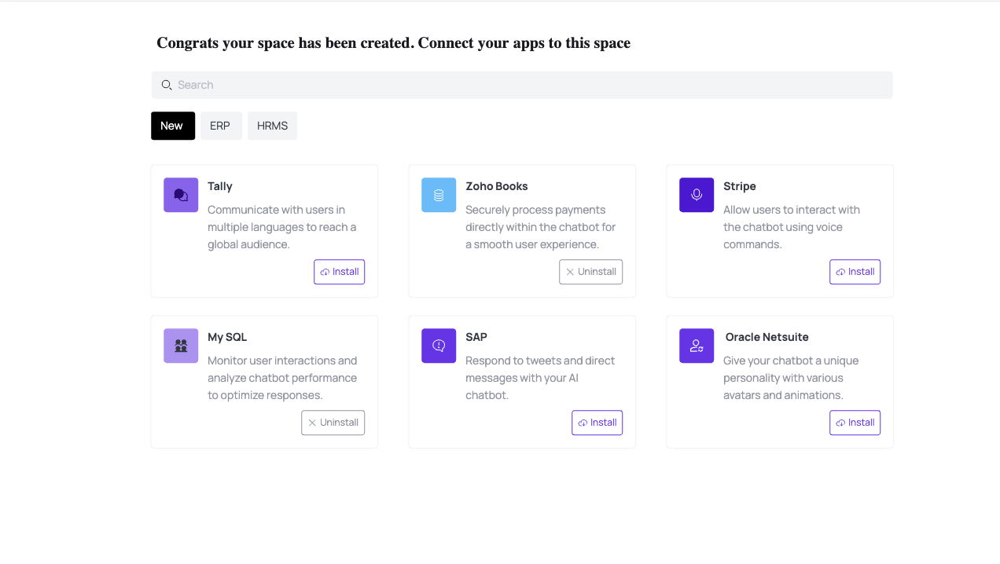 Congrats your space has been created. Connect your apps to this space
Search
New
ERP
HRMS
Tally
Communicate with users in
multiple languages to reach a
global audience.
Install
Zoho Books
Securely process payments
directly within the chatbot for
a smooth user experience.
Uninstall
Stripe
Allow users to interact with
the chatbot using voice
commands.
Install
My SQL
Monitor user interactions and
analyze chatbot performance
to optimize responses.
Uninstall
SAP
Respond to tweets and direct
messages with your AI
chatbot.
Install
Oracle Netsuite
Give your chatbot a unique
personality with various
avatars and animations.
Install